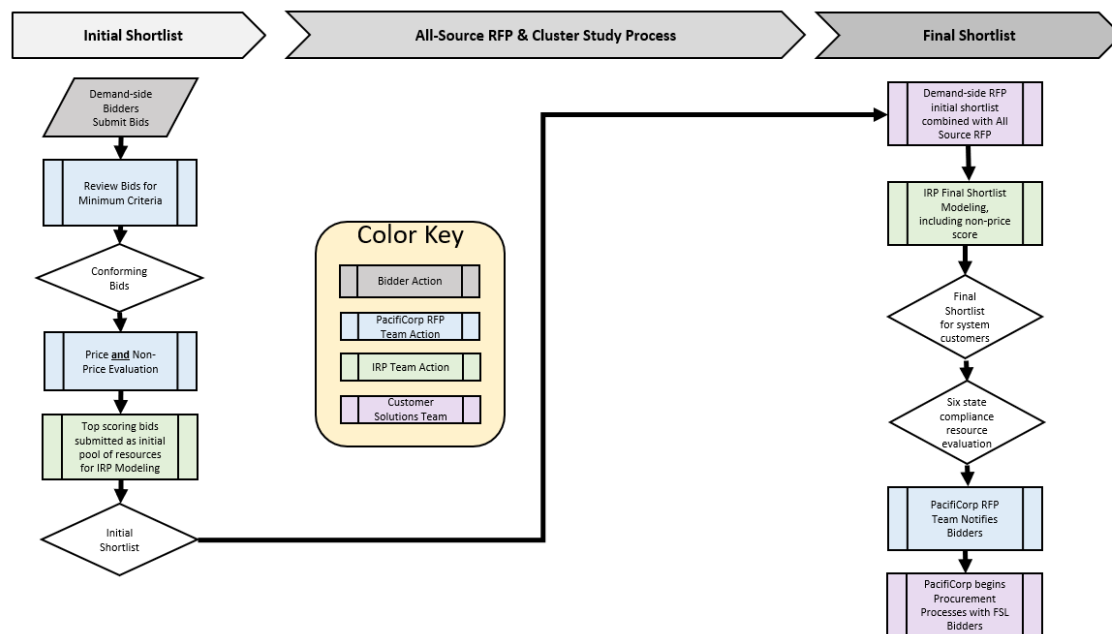 Initial Shortlist
All-Source RFP & Cluster Study Process
Final Shortlist
Demand-side
Bidders
Submit Bids
Review Bids for
Minimum Criteria
Conforming
Bids
Price and Non-
Price Evaluation
Top scoring bids
submitted as initial
pool of resources
for IRP Modeling
Initial
Shortlist
Color Key
Bidder Action
PacifiCorp RFP
Team Action
IRP Team Action
Customer
Solutions Team
Demand-side RFP
initial shortlist
combined with All
Source RFP
IRP Final Shortlist
Modeling,
including non-price
score
Final
Shortlist
for system
customers
Six state
compliance
resource
evaluation
PacifiCorp RFP
Team Notifies
Bidders
PacifiCorp begins
Procurement
Processes with FSL
Bidders